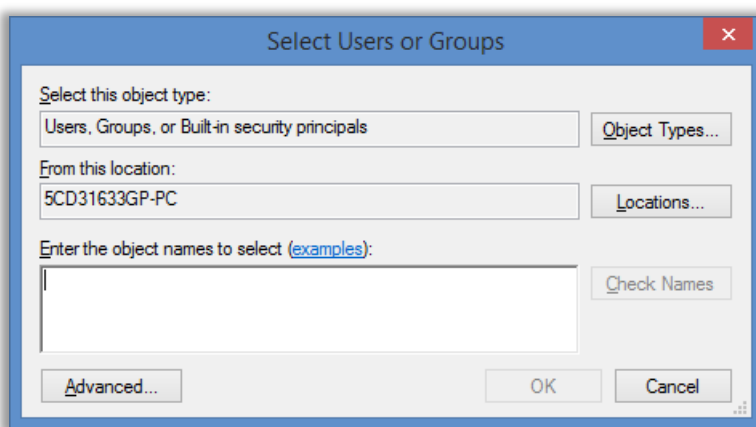 Select Users or Groups
Select this object type:
Users, Groups, or Built-in security principals
Object Types...
From this location:
5CD31633GP-PC
Locations...
Enter the object names to select (examples):
Check Names
Advanced...
OK
Cancel